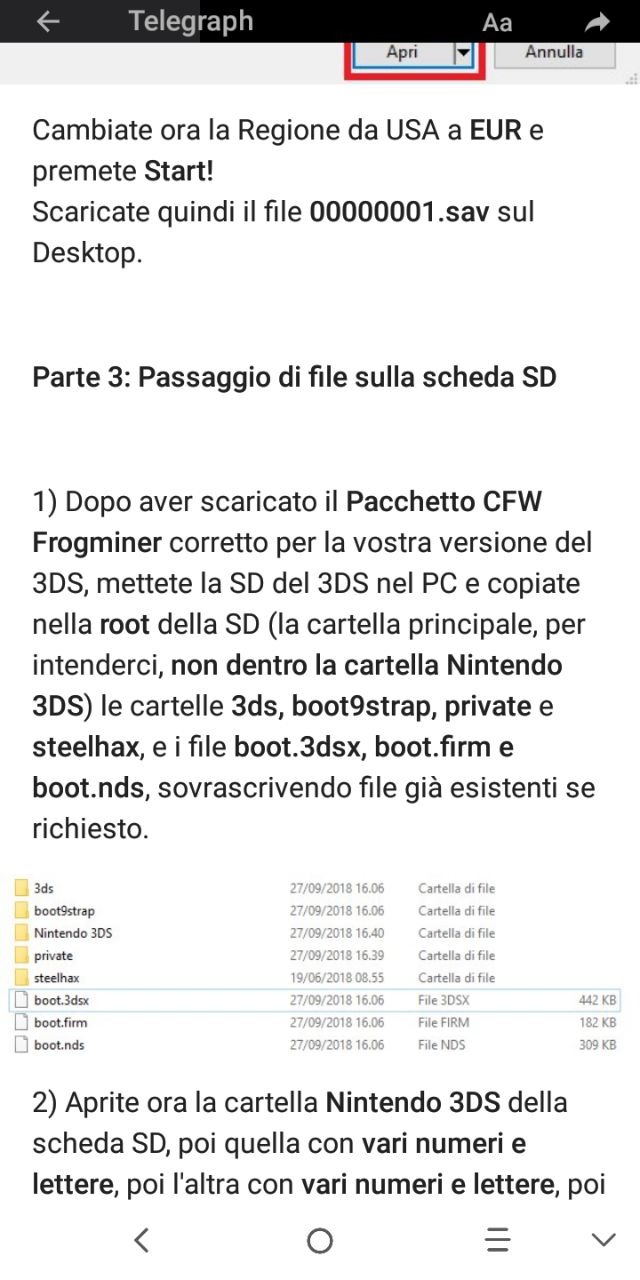 Telegraph
Aa
Apri
Annulla
Cambiate ora la Regione da USA a EUR e
premete Start!
Scaricate quindi il file 00000001.sav sul
Desktop.
Parte 3: Passaggio di file sulla scheda SD
1) Dopo aver scaricato il Pacchetto CFW
Frogminer corretto per la vostra versione del
3DS, mettete la SD del 3DS nel PC e copiate
nella root della SD (la cartella principale, per
intenderci, non dentro la cartella Nintendo
3DS) le cartelle 3ds, boot9strap, private e
steelhax, e i file boot.3dsx, boot.firm e
boot.nds, sovrascrivendo file già esistenti se
richiesto.
3ds 27/09/2018 16.06 Cartella di file
boot9strap 27/09/2018 16.06 Cartella di file
Nintendo 3DS 27/09/2018 16.40 Cartella di file
private 27/09/2018 16.39 Cartella di file
steelhax 19/06/2018 08.55 Cartella di file
boot.3dsx 27/09/2018 16.06 File 3DSX 442 KB
boot.firm 27/09/2018 16.06 File FIRM 182 KB
boot.nds 27/09/2018 16.06 File NDS 309 KB
2) Aprite ora la cartella Nintendo 3DS della
scheda SD, poi quella con vari numeri e
lettere, poi l'altra con vari numeri e lettere, poi